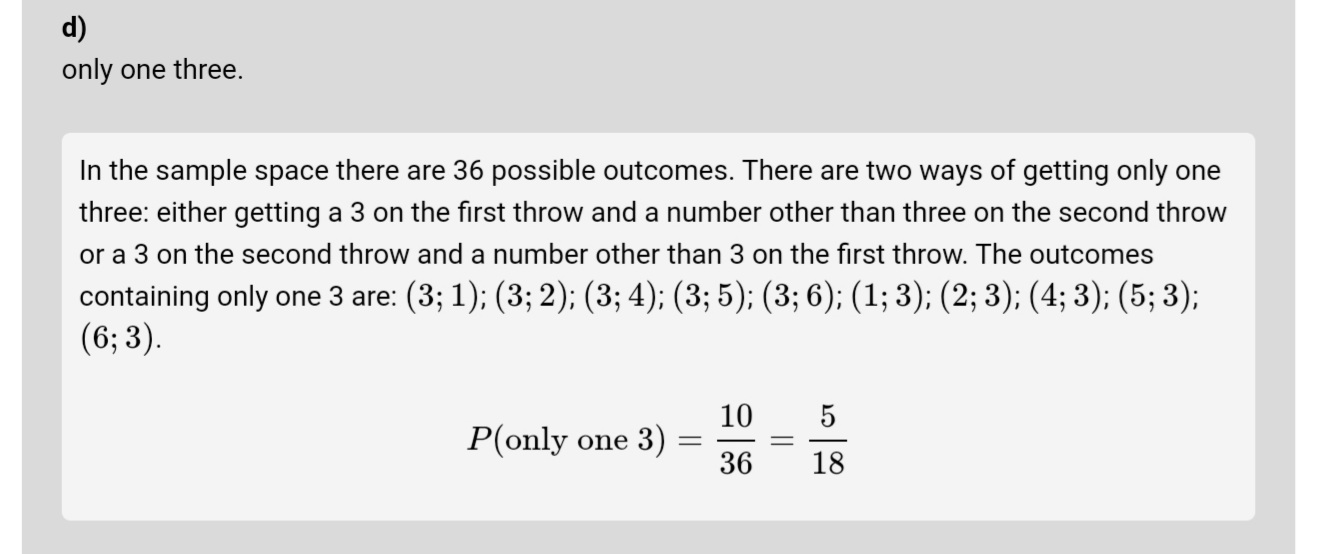 d)
only one three.
In the sample space there are 36 possible outcomes. There are two ways of getting only one
three: either getting a 3 on the first throw and a number other than three on the second throw
or a 3 on the second throw and a number other than 3 on the first throw. The outcomes
containing only one 3 are: (3; 1); (3; 2); (3; 4); (3; 5); (3; 6); (1; 3); (2; 3); (4; 3); (5; 3);
(6; 3).
P(only one 3) = 10/36 = 5/18